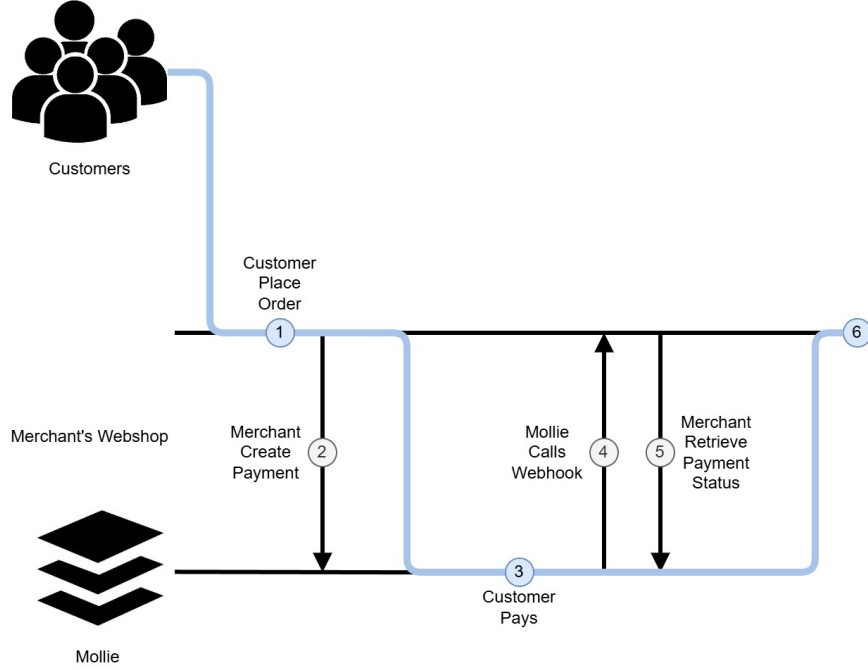 Customers
Customer
Place
Order
1
6
Merchant's Webshop
Merchant
Create
Payment
2
Mollie
Calls
Webhook
4
5
Merchant
Retrieve
Payment
Status
3
Customer
Pays
Mollie